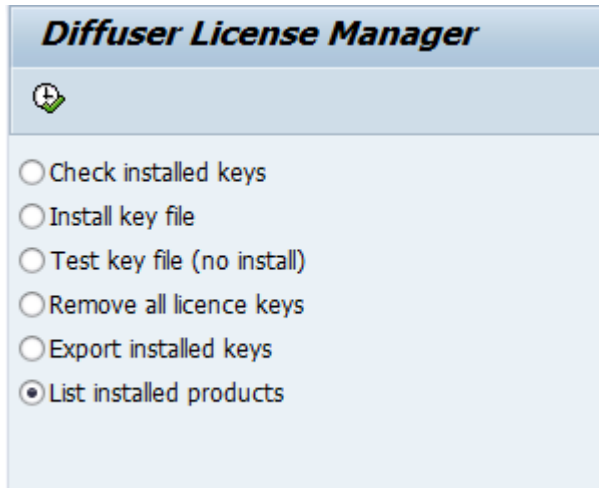 Diffuser License Manager
Check installed keys
Install key file
Test key file (no install)
Remove all licence keys
Export installed keys
List installed products